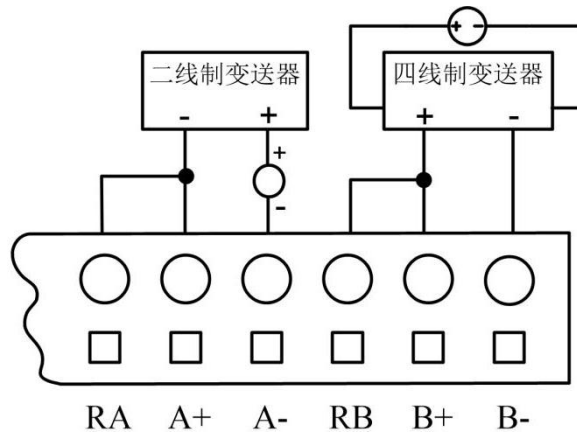 二线制变送器
四线制变送器
+ -
- +
+ -
+
-
RA A+ A- RB B+ B-